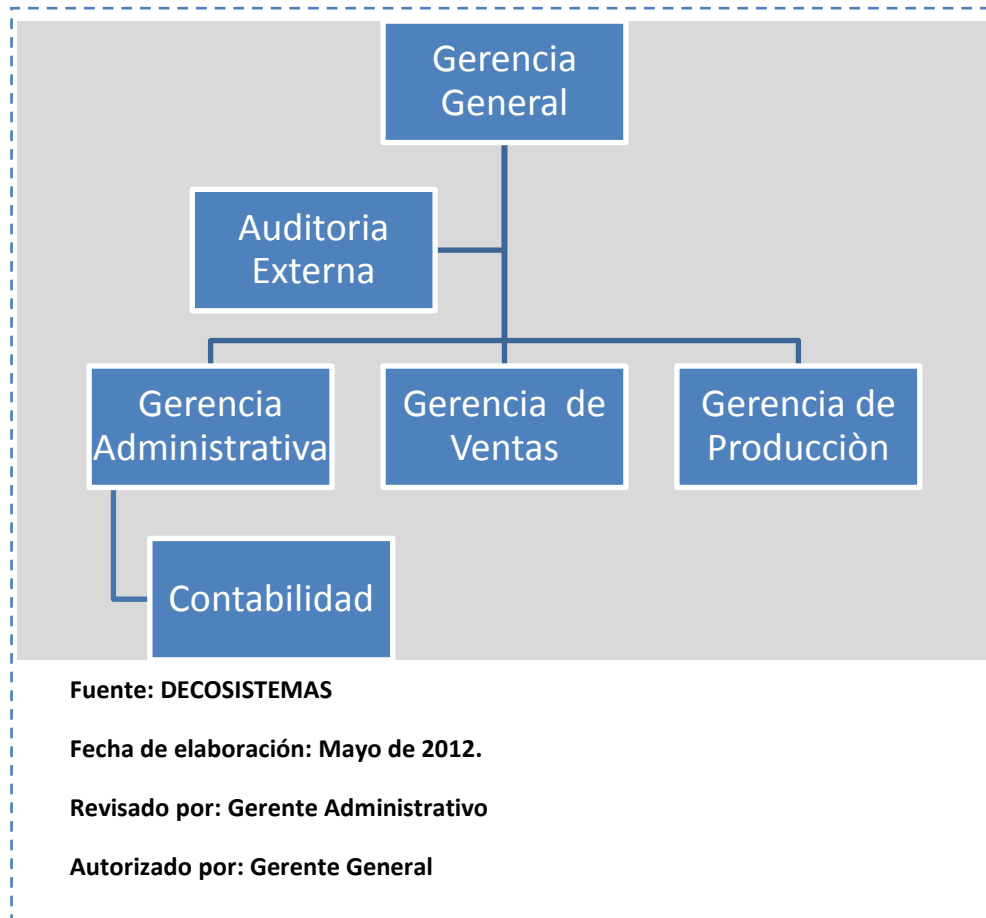 Gerencia
General
Auditoria
Externa
Gerencia
Administrativa
Gerencia de
Ventas
Gerencia de
Producciòn
Contabilidad
Fuente: DECOSISTEMAS
Fecha de elaboración: Mayo de 2012.
Revisado por: Gerente Administrativo
Autorizado por: Gerente General